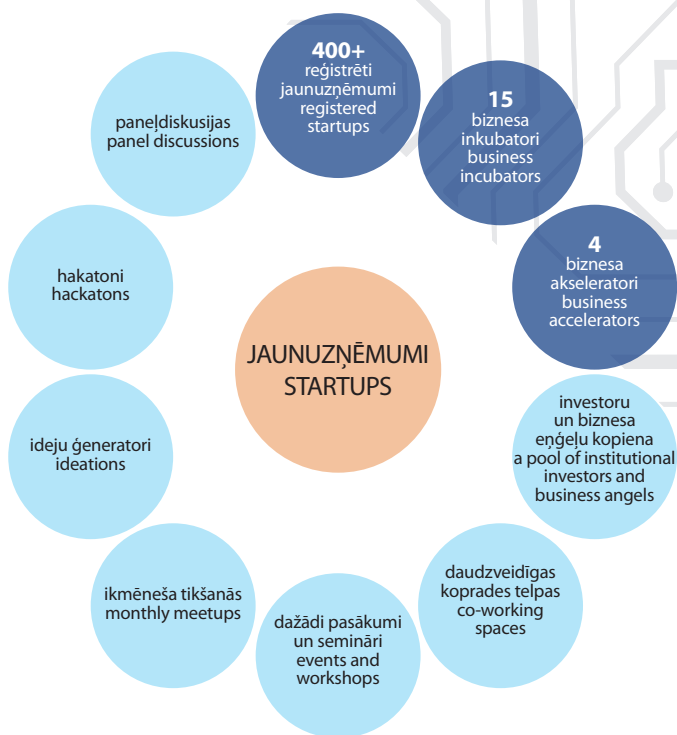 400+
reģistrēti
jaunuzņēmumi
registered
startups
15
biznesa
inkubatori
business
incubators
4
biznesa
akseleratori
business
accelerators
investoru
un biznesa
eņģeļu kopiena
a pool of institutional
investors and
business angels
daudzveidīgas
koprades telpas
co-working
spaces
dažādi pasākumi
un semināri
events and
workshops
ikmēneša tikšanās
monthly meetups
ideju ģeneratori
ideations
hakatoni
hackatons
paneļdiskusijas
panel discussions
JAUNUZŅĒMUMI
STARTUPS